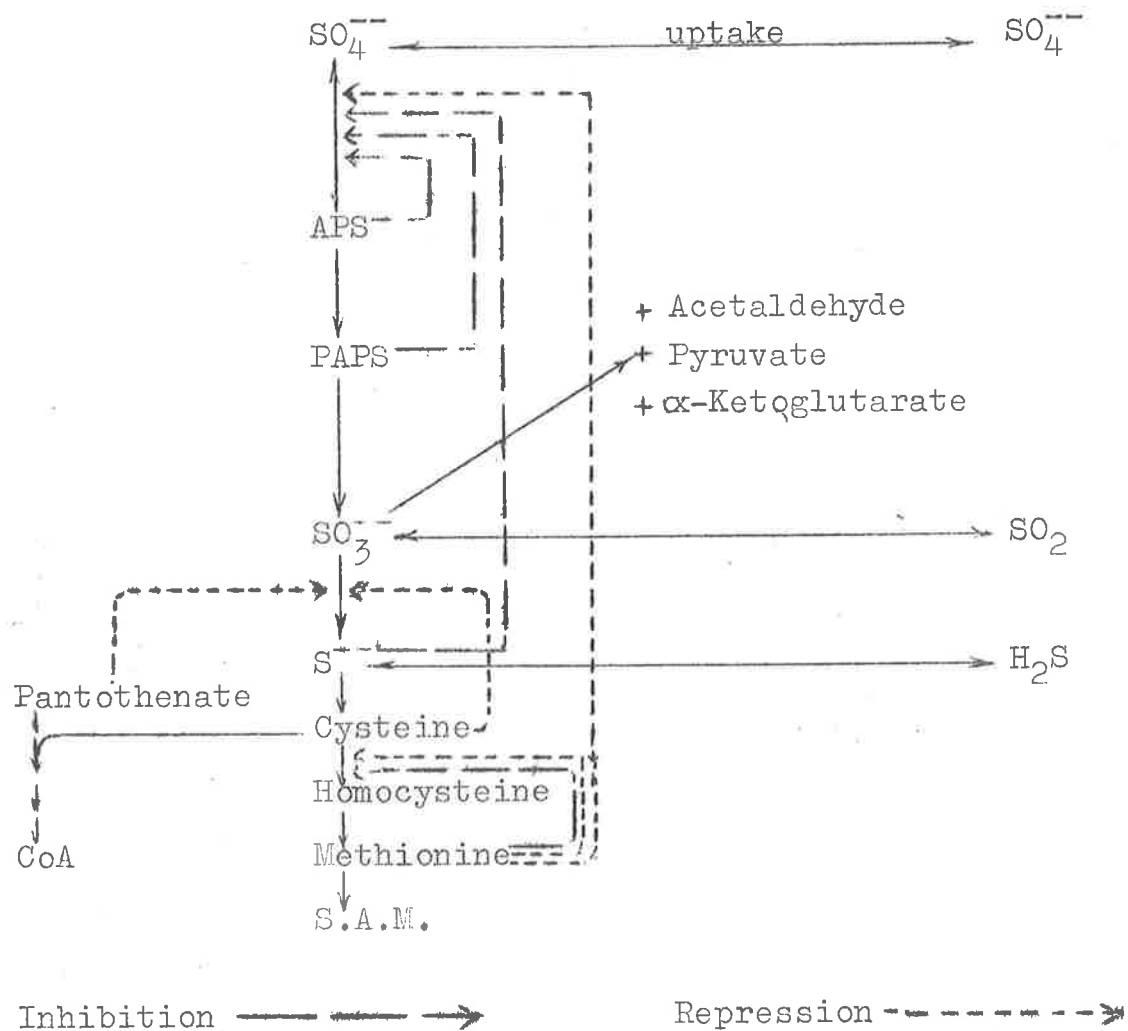 SO₄⁻⁻ uptake SO₄⁻⁻
APS
+ Acetaldehyde
PAPS + Pyruvate
+ α-Ketoglutarate
SO₃⁻⁻ SO₂
S⁻⁻ H₂S
Pantothenate
Cysteine
Homocysteine
CoA Methionine
S.A.M.
Inhibition Repression